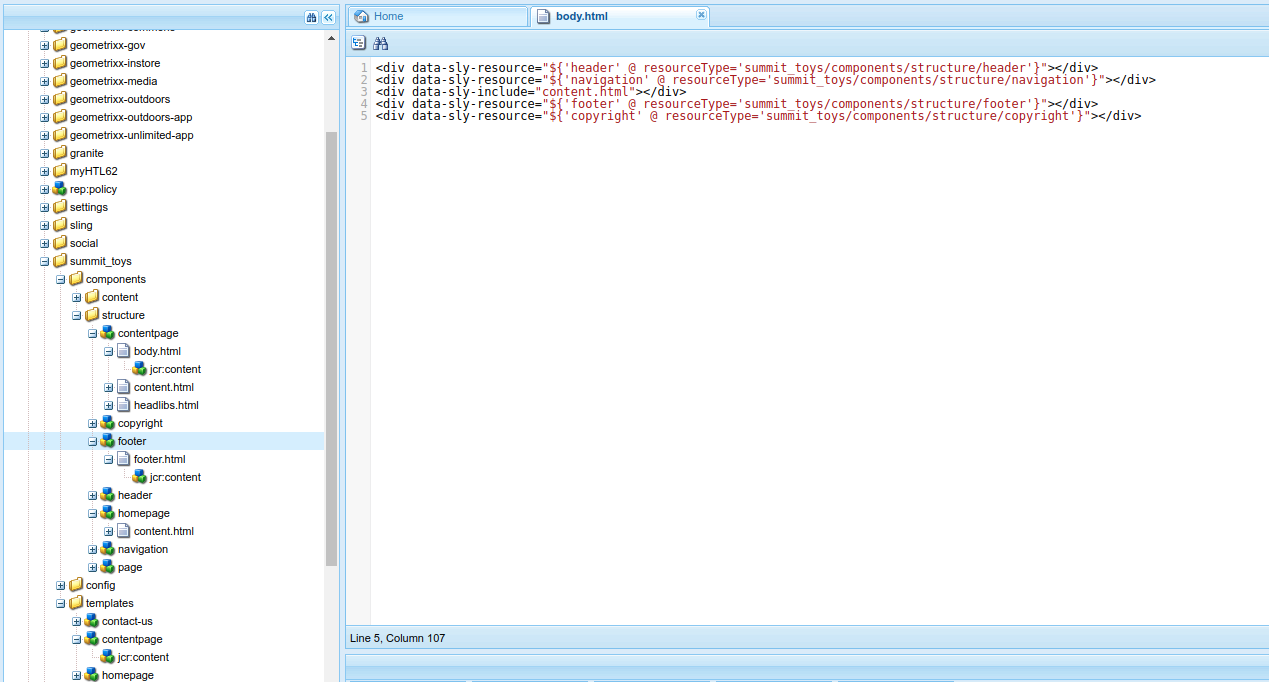 Home
body.html
geometrixx-gov
geometrixx-instore
geometrixx-media
geometrixx-outdoors
geometrixx-outdoors-app
geometrixx-unlimited-app
granite
myHTL62
rep:policy
settings
sling
social
summit_toys
components
content
structure
contentpage
body.html
jcr:content
content.html
headlibs.html
copyright
footer
footer.html
jcr:content
header
homepage
content.html
navigation
page
config
templates
contact-us
contentpage
jcr:content
homepage
1 <div data-sly-resource="${'header' @ resourceType='summit_toys/components/structure/header'}"></div>
2 <div data-sly-resource="${'navigation' @ resourceType='summit_toys/components/structure/navigation'}"></div>
3 <div data-sly-include="content.html"></div>
4 <div data-sly-resource="${'footer' @ resourceType='summit_toys/components/structure/footer'}"></div>
5 <div data-sly-resource="${'copyright' @ resourceType='summit_toys/components/structure/copyright'}"></div>
Line 5, Column 107